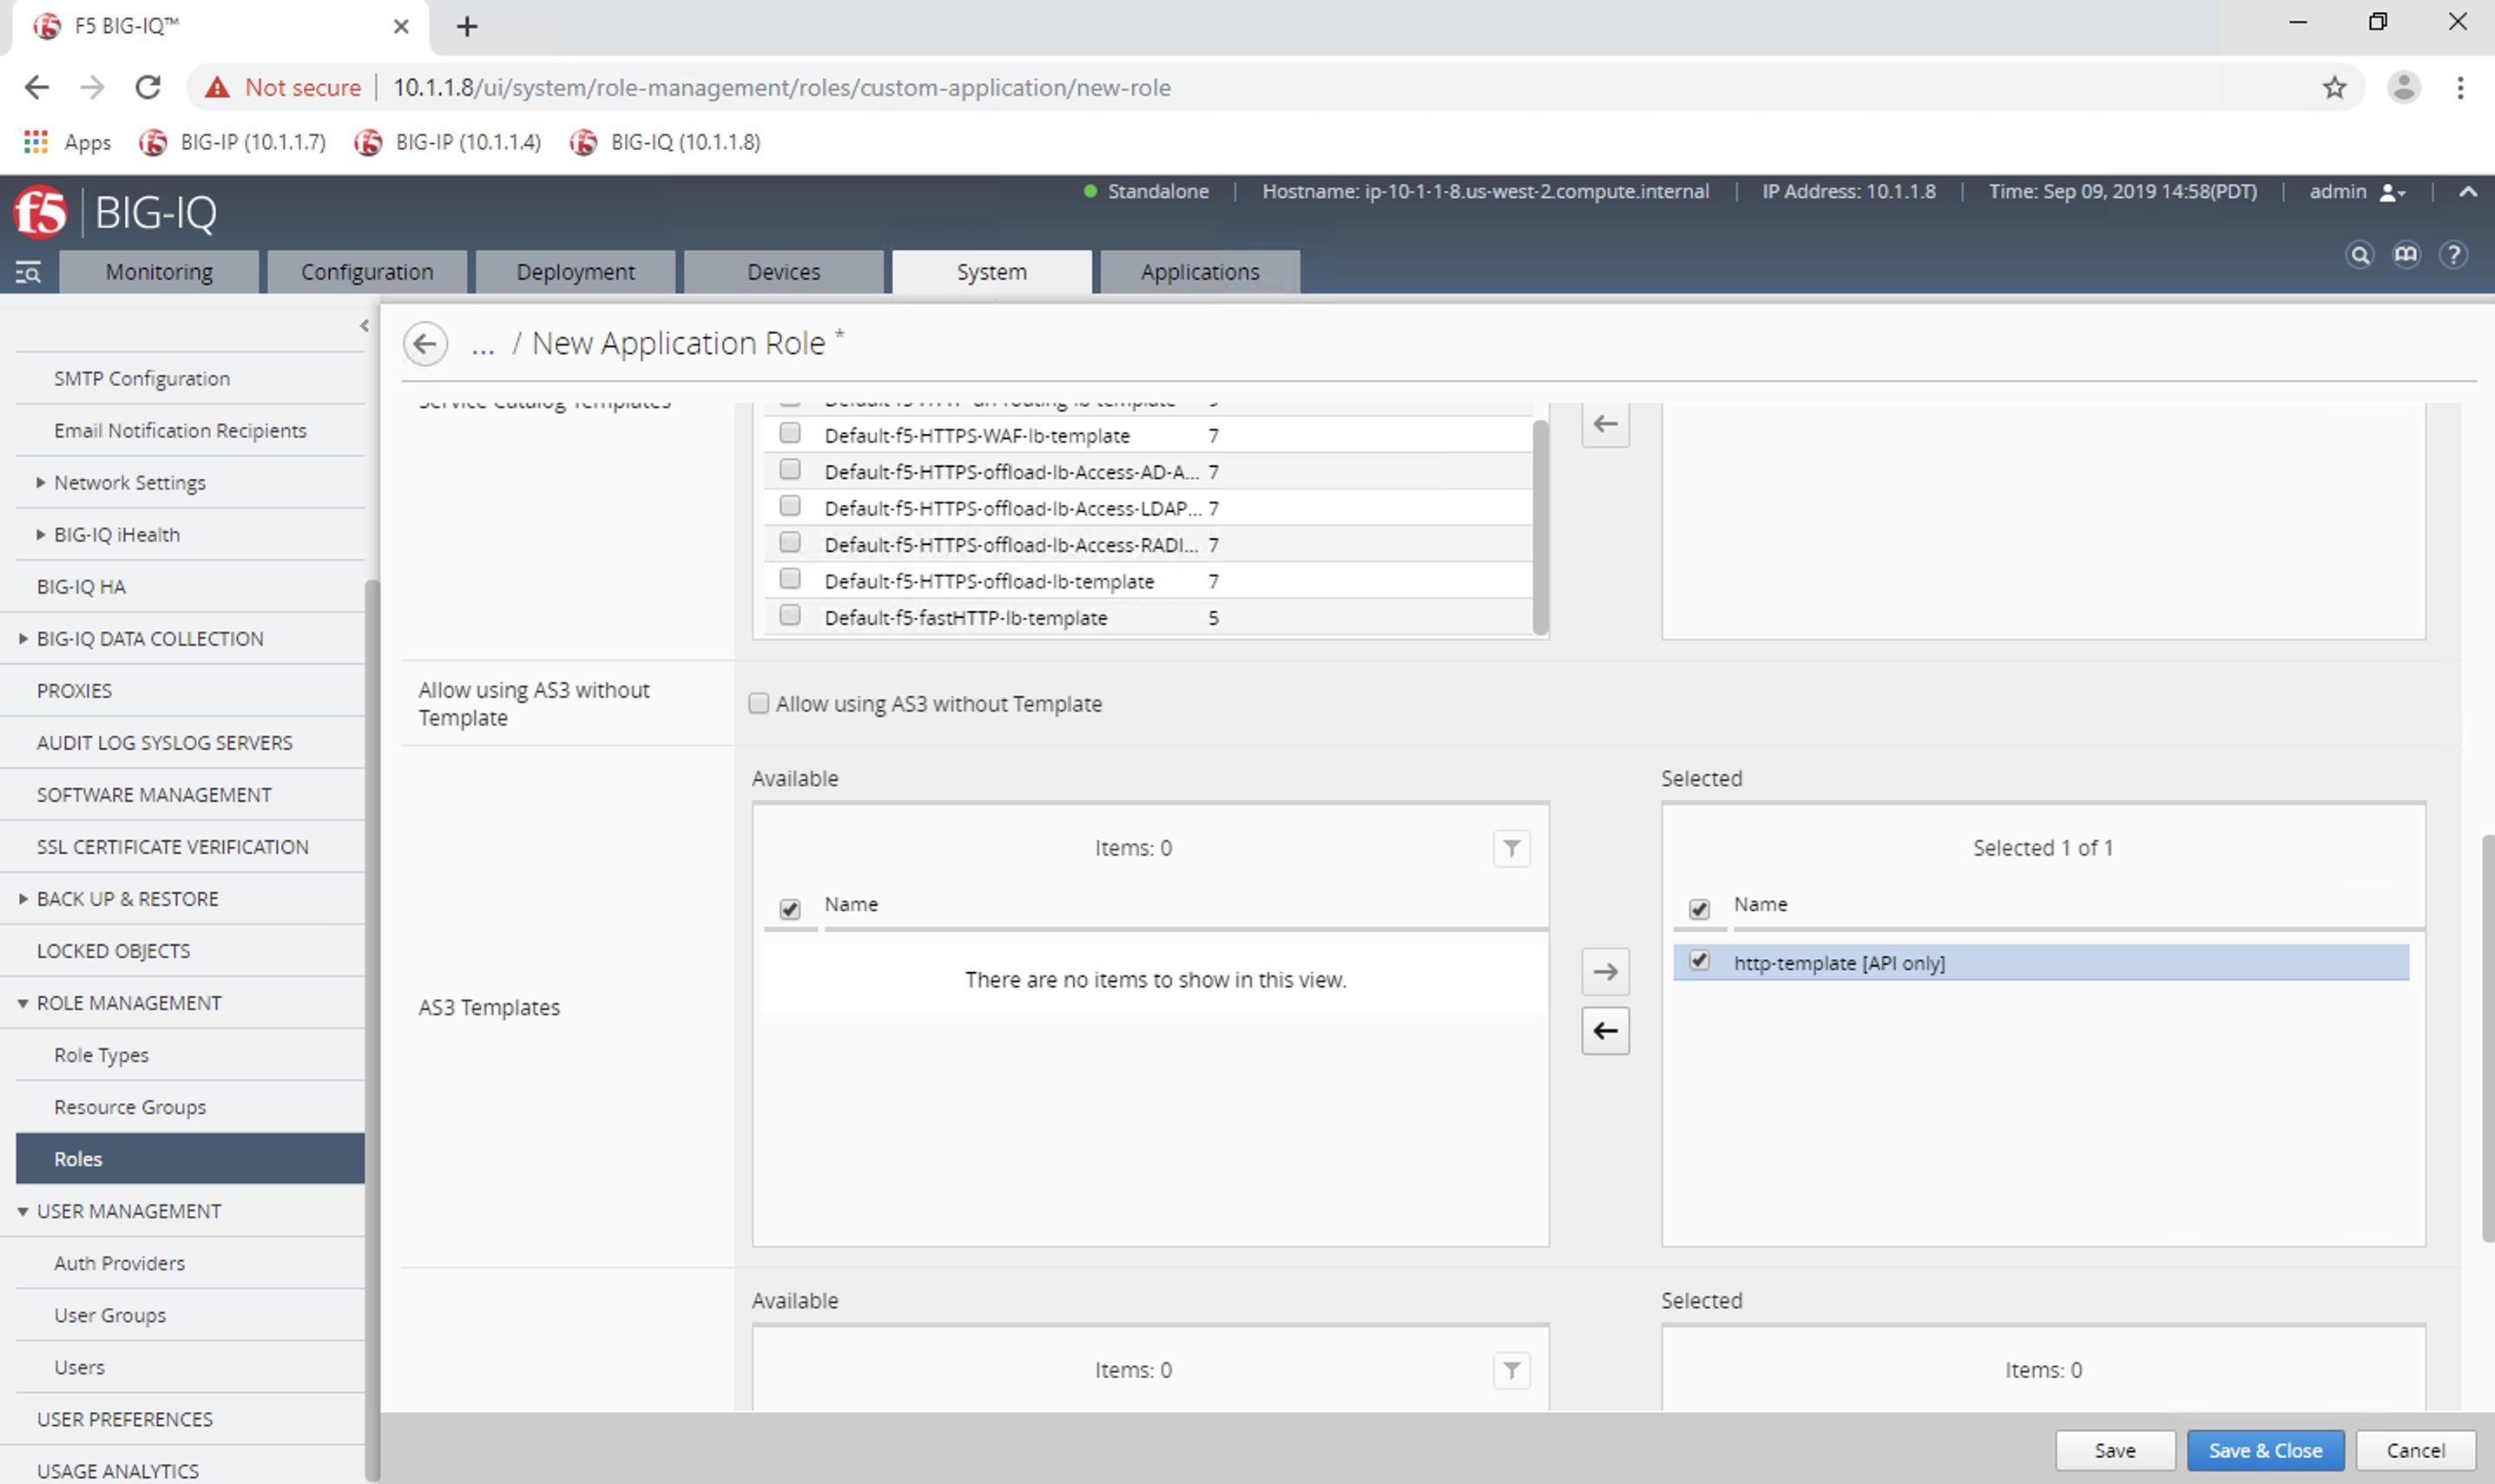 F5 BIG-IQ™
Not secure
10.1.1.8/ui/system/role-management/roles/custom-application/new-role
Apps
BIG-IP (10.1.1.7)
BIG-IP (10.1.1.4)
BIG-IQ (10.1.1.8)
f5 BIG-IQ
Standalone
Hostname: ip-10-1-1-8.us-west-2.compute.internal
IP Address: 10.1.1.8
Time: Sep 09, 2019 14:58(PDT)
admin
Monitoring
Configuration
Deployment
Devices
System
Applications
SMTP Configuration
Email Notification Recipients
Network Settings
BIG-IQ iHealth
BIG-IQ HA
BIG-IQ DATA COLLECTION
PROXIES
AUDIT LOG SYSLOG SERVERS
SOFTWARE MANAGEMENT
SSL CERTIFICATE VERIFICATION
BACK UP & RESTORE
LOCKED OBJECTS
ROLE MANAGEMENT
Role Types
Resource Groups
Roles
USER MANAGEMENT
Auth Providers
User Groups
Users
USER PREFERENCES
USAGE ANALYTICS
... / New Application Role *
Service Catalog Templates
Default-f5-HTTPS-WAF-lb-template 7
Default-f5-HTTPS-offload-lb-Access-AD-A... 7
Default-f5-HTTPS-offload-lb-Access-LDAP... 7
Default-f5-HTTPS-offload-lb-Access-RADI... 7
Default-f5-HTTPS-offload-lb-template 7
Default-f5-fastHTTP-lb-template 5
Allow using AS3 without
Template
Allow using AS3 without Template
AS3 Templates
Available
Items: 0
Name
There are no items to show in this view.
Selected
Selected 1 of 1
Name
http-template [API only]
Available
Items: 0
Selected
Items: 0
Save
Save & Close
Cancel